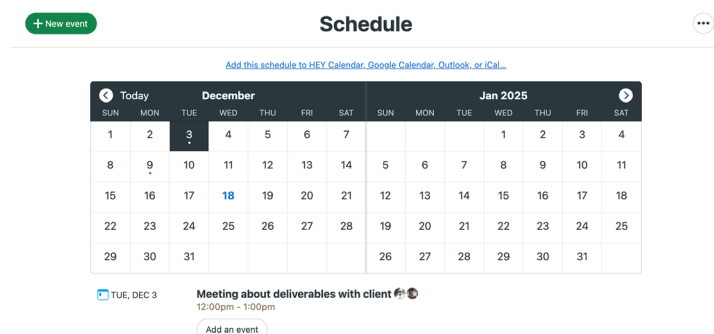 + New event
Schedule
Add this schedule to HEY Calendar, Google Calendar, Outlook, or iCal...
Today December Jan 2025
SUN MON TUE WED THU FRI SAT SUN MON TUE WED THU FRI SAT
1 2 3 4 5 6 7 1 2 3 4
8 9 10 11 12 13 14 5 6 7 8 9 10 11
15 16 17 18 19 20 21 12 13 14 15 16 17 18
22 23 24 25 26 27 28 19 20 21 22 23 24 25
29 30 31 26 27 28 29 30 31
TUE, DEC 3 Meeting about deliverables with client
12:00pm - 1:00pm
Add an event